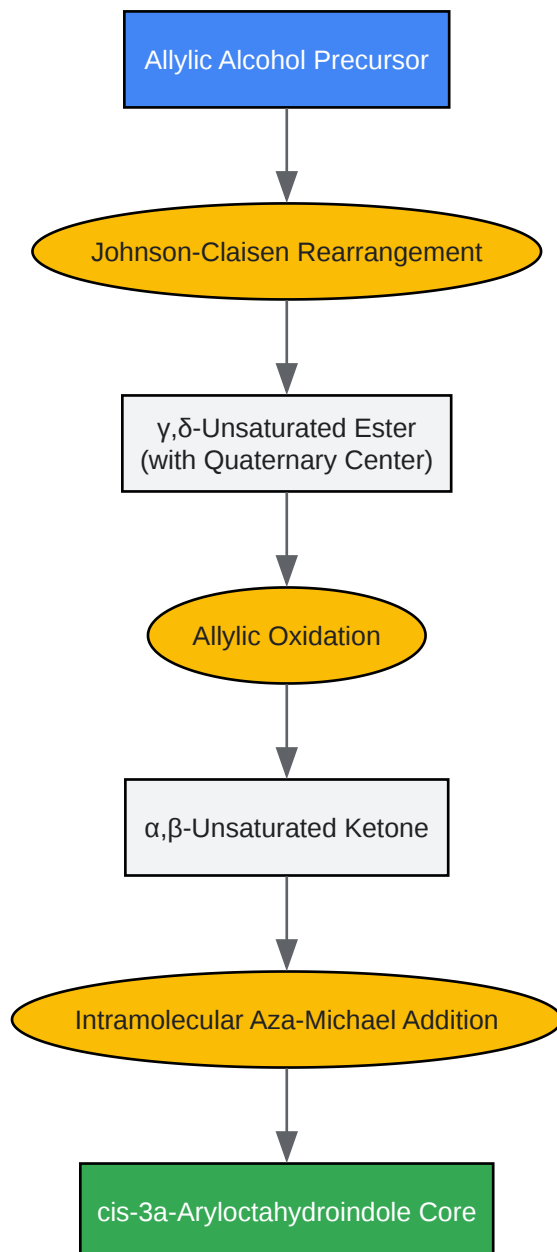 Allylic Alcohol Precursor
Johnson-Claisen Rearrangement
γ,δ-Unsaturated Ester
(with Quaternary Center)
Allylic Oxidation
α,β-Unsaturated Ketone
Intramolecular Aza-Michael Addition
cis-3a-Aryloctahydroindole Core